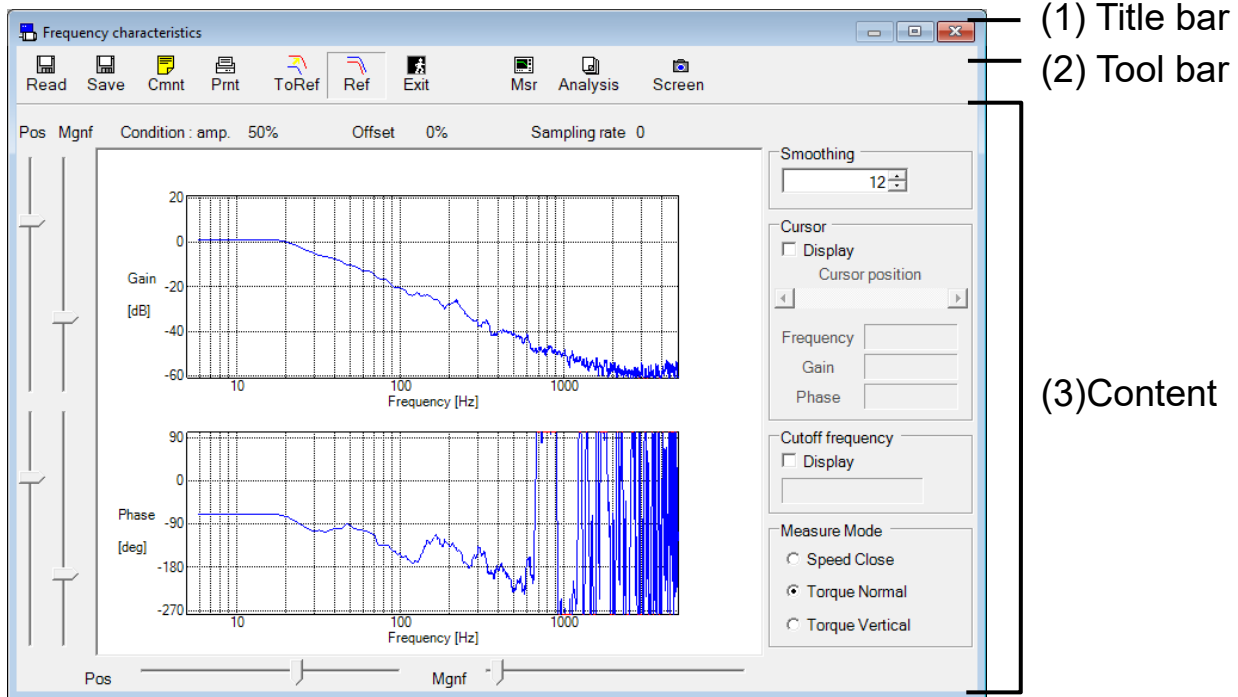 Frequency characteristics
(1) Title bar
Read Save Cmnt Prnt ToRef Ref Exit Msr Analysis Screen
(2) Tool bar
Pos Mgnf Condition : amp. 50% Offset 0% Sampling rate 0
Smoothing
12
20
0
Gain -20
[dB]
-40
-60
10 100 1000
Frequency [Hz]
Cursor
Display
Cursor position
Frequency
Gain
Phase
(3)Content
90
0
Phase -90
[deg]
-180
-270
10 100 1000
Frequency [Hz]
Cutoff frequency
Display
Measure Mode
Speed Close
Torque Normal
Torque Vertical
Pos Mgnf